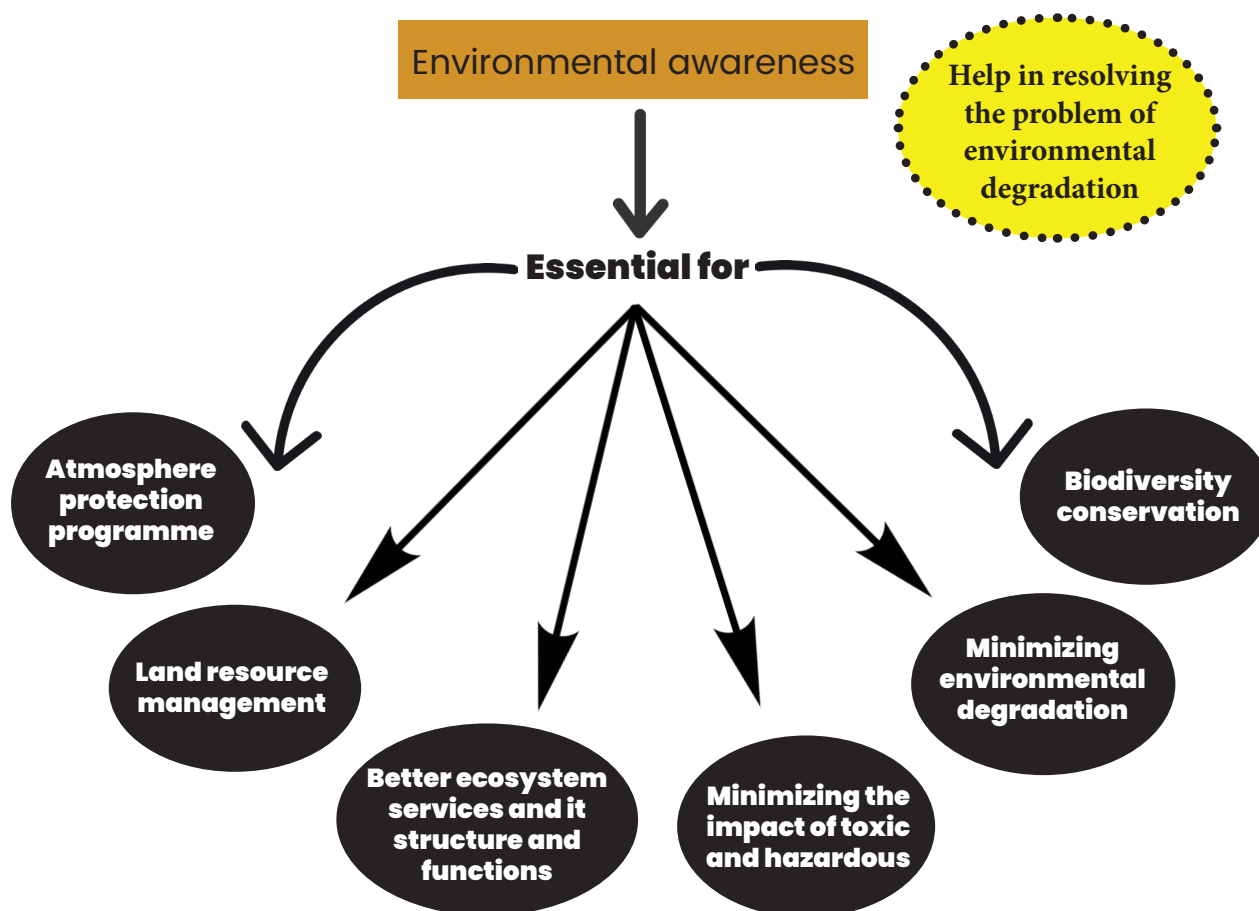 Environmental awareness
Help in resolving
the problem of
environmental
degradation
Essential for
Atmosphere
protection
programme
Land resource
management
Better ecosystem
services and it
structure and
functions
Minimizing the
impact of toxic
and hazardous
Minimizing
environmental
degradation
Biodiversity
conservation